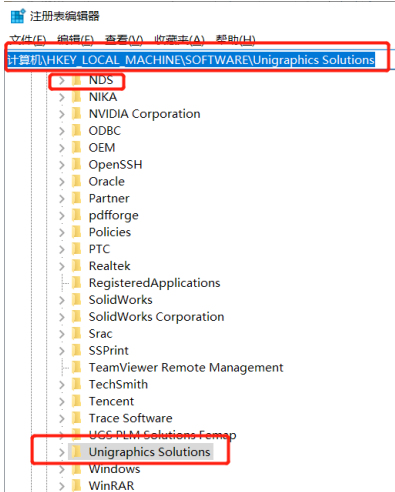 注册表编辑器
文件(F) 编辑(E) 查看(V) 收藏夹(A) 帮助(H)
计算机\HKEY_LOCAL_MACHINE\SOFTWARE\Unigraphics Solutions
NDS
NIKA
NVIDIA Corporation
ODBC
OEM
OpenSSH
Oracle
Partner
pdfforge
Policies
PTC
Realtek
RegisteredApplications
SolidWorks
SolidWorks Corporation
Srac
SSPrint
TeamViewer Remote Management
TechSmith
Tencent
Trace Software
UGS PLM Solutions Femap
Unigraphics Solutions
Windows
WinRAR